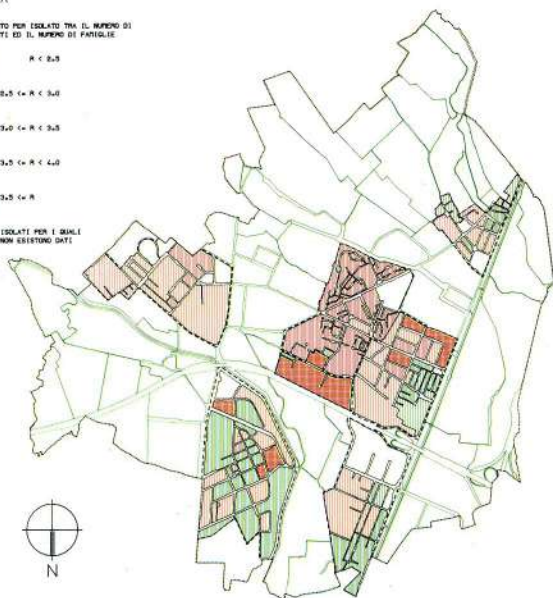 TO PER ISOLATO TRA IL NUMERO DI
TI ED IL NUMERO DI FAMIGLIE
R < 2.5
2.5 <= R < 3.0
3.0 <= R < 3.5
3.5 <= R < 4.0
3.5 <= R
ISOLATI PER I QUALI
NON ESISTONO DATI
N